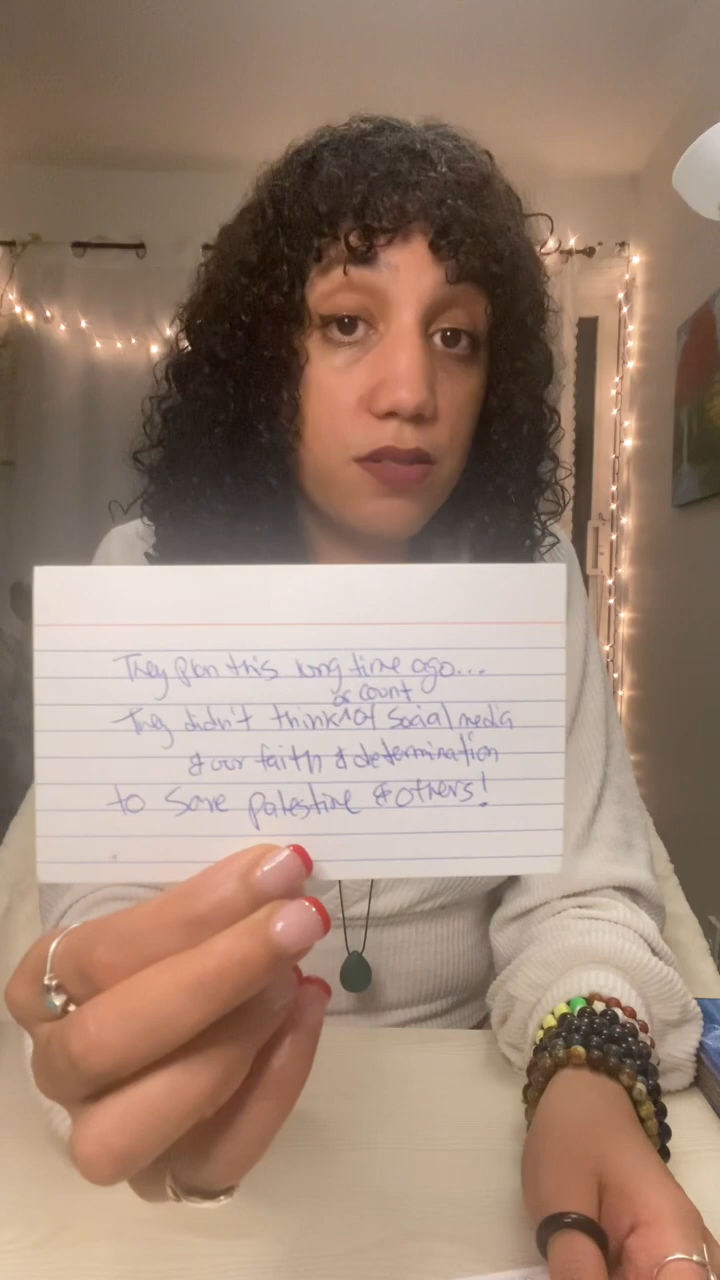 They plan this long time ago...
or count
They didn't think ^ of social media
& our faith & determination
to save palestine & others!